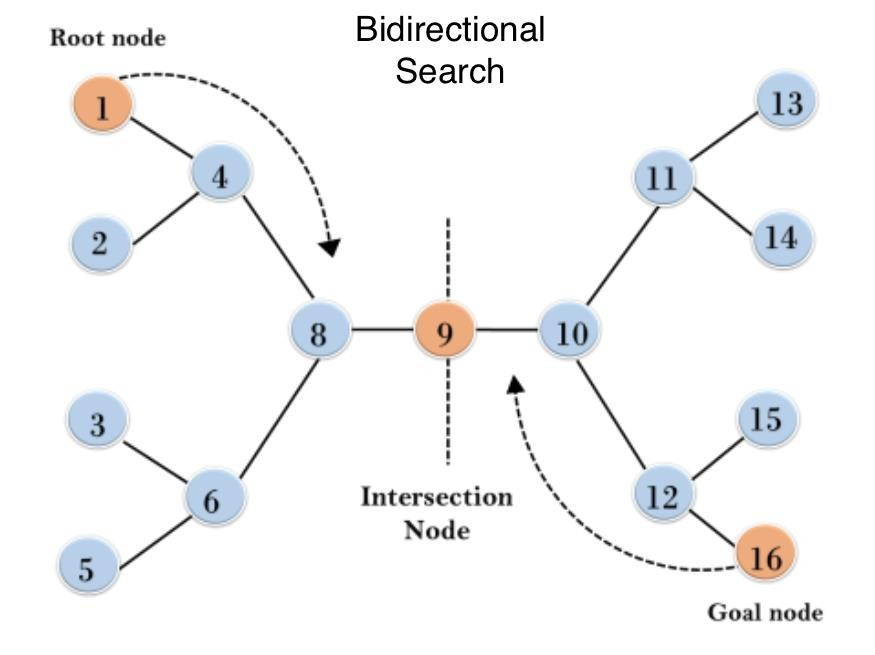 Bidirectional
Search
Root node
1
13
4
11
2
14
8
9
10
3
15
Intersection
Node
6
12
5
16
Goal node